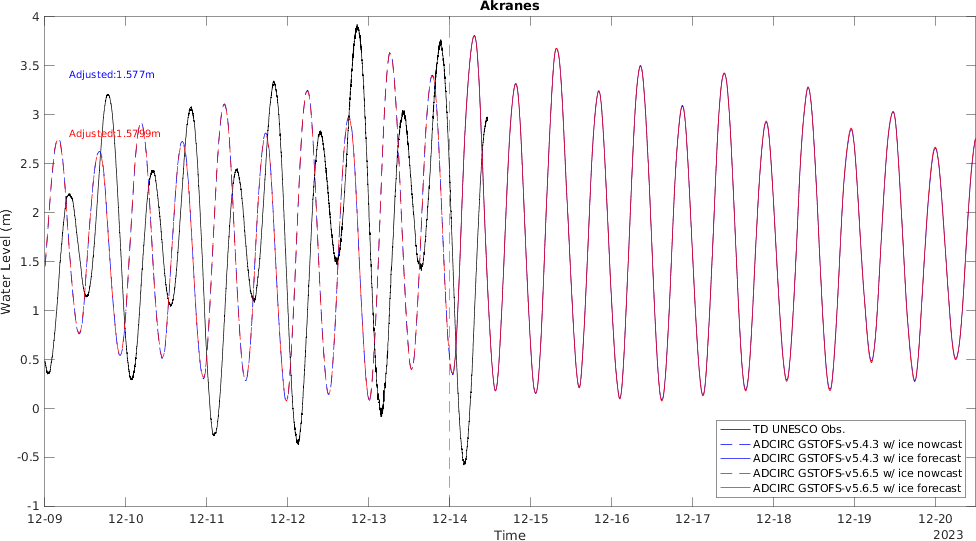 Akranes
4
3.5
3
2.5
2
1.5
1
0.5
0
-0.5
-1
Water Level (m)
Adjusted:1.577m
Adjusted:1.5799m
TD UNESCO Obs.
ADCIRC GSTOFS-v5.4.3 w/ ice nowcast
ADCIRC GSTOFS-v5.4.3 w/ ice forecast
ADCIRC GSTOFS-v5.6.5 w/ ice nowcast
ADCIRC GSTOFS-v5.6.5 w/ ice forecast
12-09 12-10 12-11 12-12 12-13 12-14 12-15 12-16 12-17 12-18 12-19 12-20
Time
2023